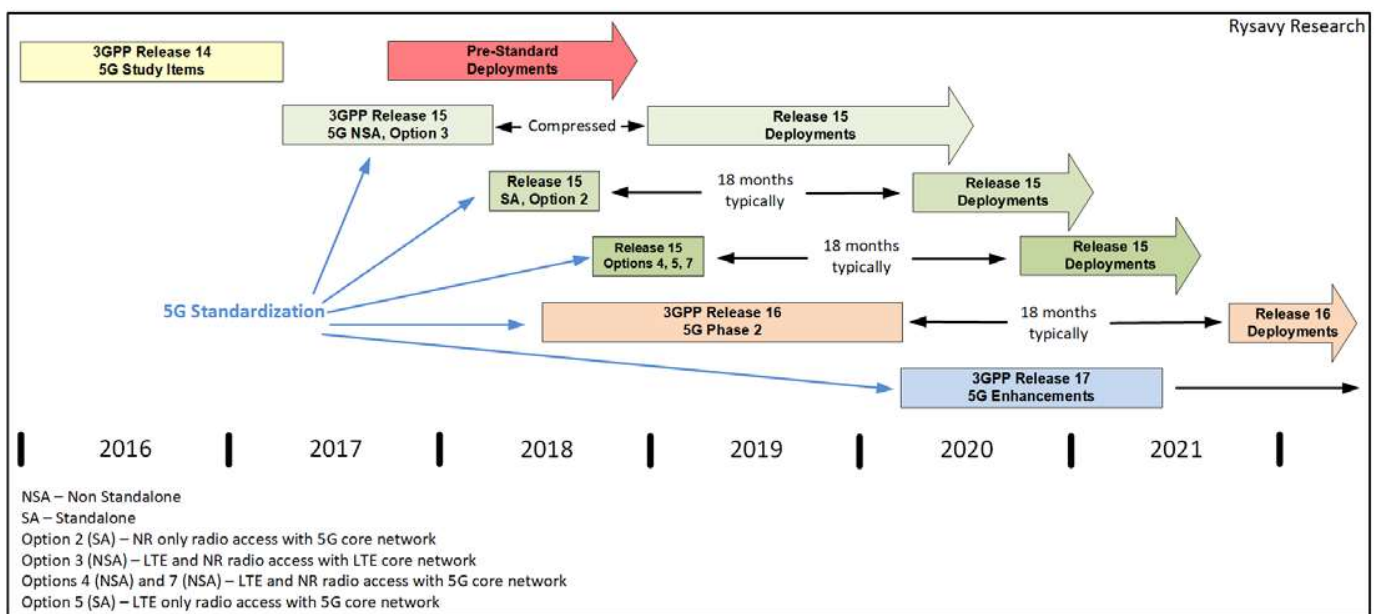 Rysavy Research
3GPP Release 14
5G Study Items
Pre-Standard
Deployments
3GPP Release 15
5G NSA, Option 3
Compressed
Release 15
Deployments
Release 15
SA, Option 2
18 months
typically
Release 15
Deployments
Release 15
Options 4, 5, 7
18 months
typically
Release 15
Deployments
5G Standardization
3GPP Release 16
5G Phase 2
18 months
typically
Release 16
Deployments
3GPP Release 17
5G Enhancements
2016
2017
2018
2019
2020
2021
NSA – Non Standalone
SA – Standalone
Option 2 (SA) – NR only radio access with 5G core network
Option 3 (NSA) – LTE and NR radio access with LTE core network
Options 4 (NSA) and 7 (NSA) – LTE and NR radio access with 5G core network
Option 5 (SA) – LTE only radio access with 5G core network